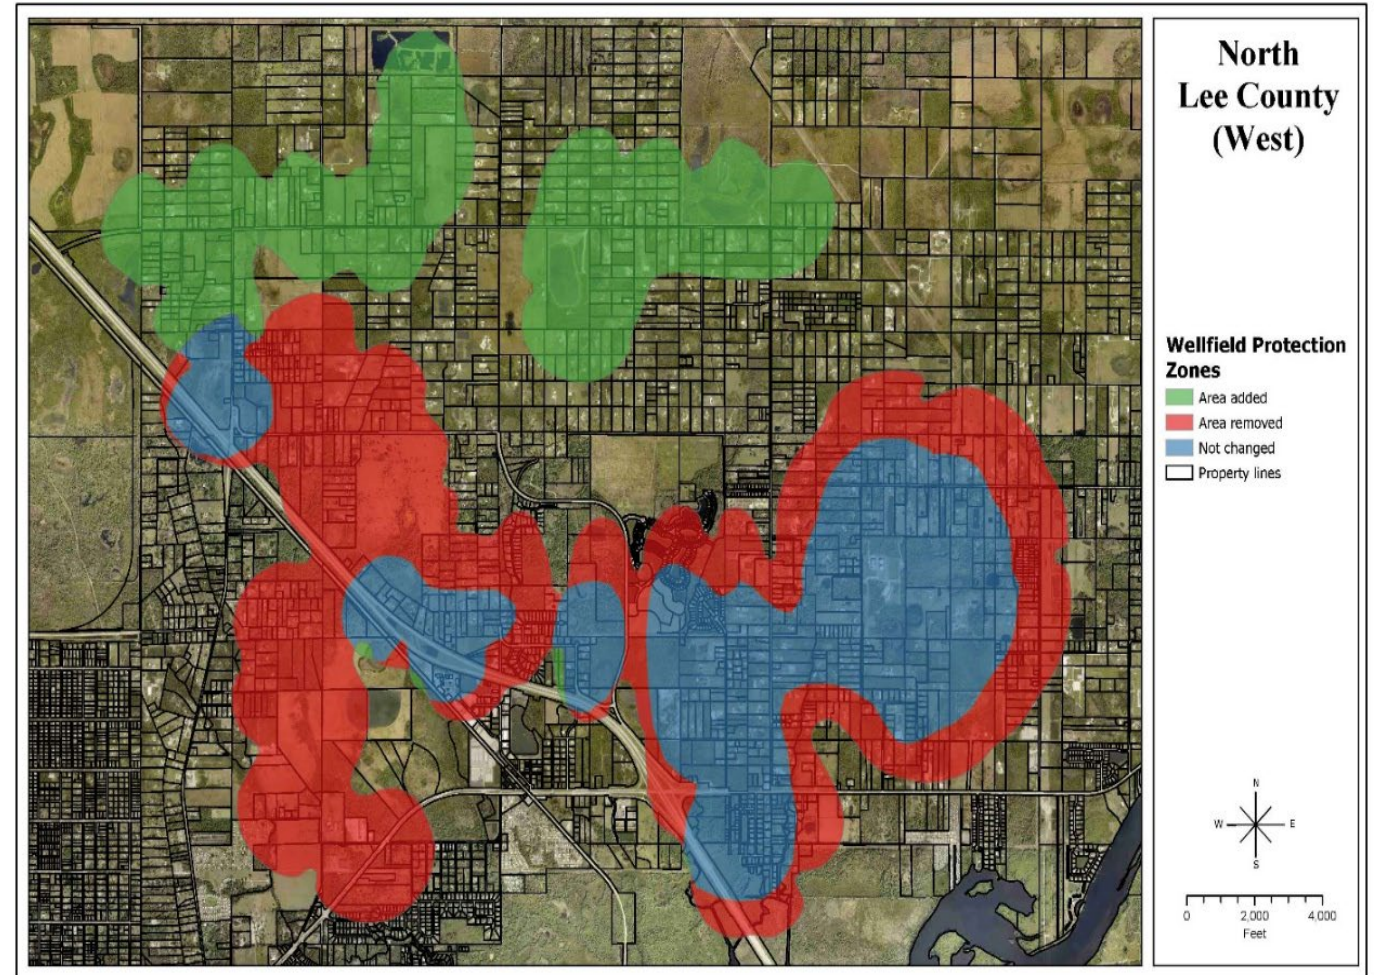 North
Lee County
(West)
Wellfield Protection
Zones
Area added
Area removed
Not changed
Property lines
N
W
E
S
0 2,000 4,000
Feet